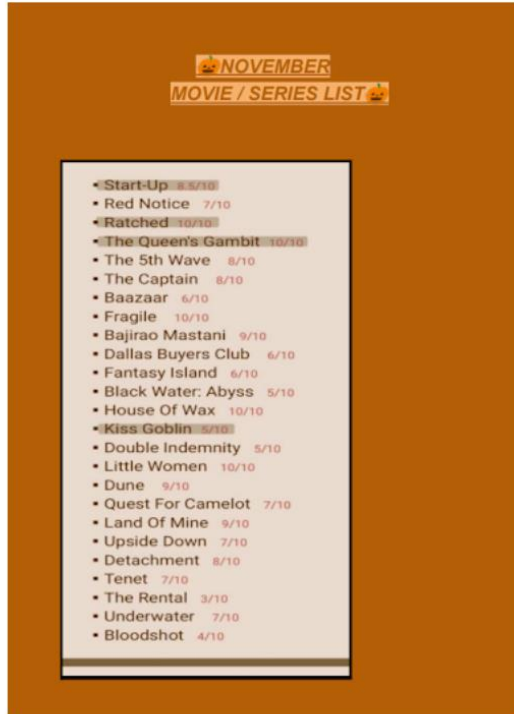 🎃NOVEMBER
MOVIE / SERIES LIST🎃
• Start-Up 8.5/10
• Red Notice 7/10
• Ratched 10/10
• The Queen's Gambit 10/10
• The 5th Wave 8/10
• The Captain 8/10
• Baazaar 6/10
• Fragile 10/10
• Bajirao Mastani 9/10
• Dallas Buyers Club 6/10
• Fantasy Island 6/10
• Black Water: Abyss 5/10
• House Of Wax 10/10
• Kiss Goblin 5/10
• Double Indemnity 5/10
• Little Women 10/10
• Dune 9/10
• Quest For Camelot 7/10
• Land Of Mine 9/10
• Upside Down 7/10
• Detachment 8/10
• Tenet 7/10
• The Rental 3/10
• Underwater 7/10
• Bloodshot 4/10